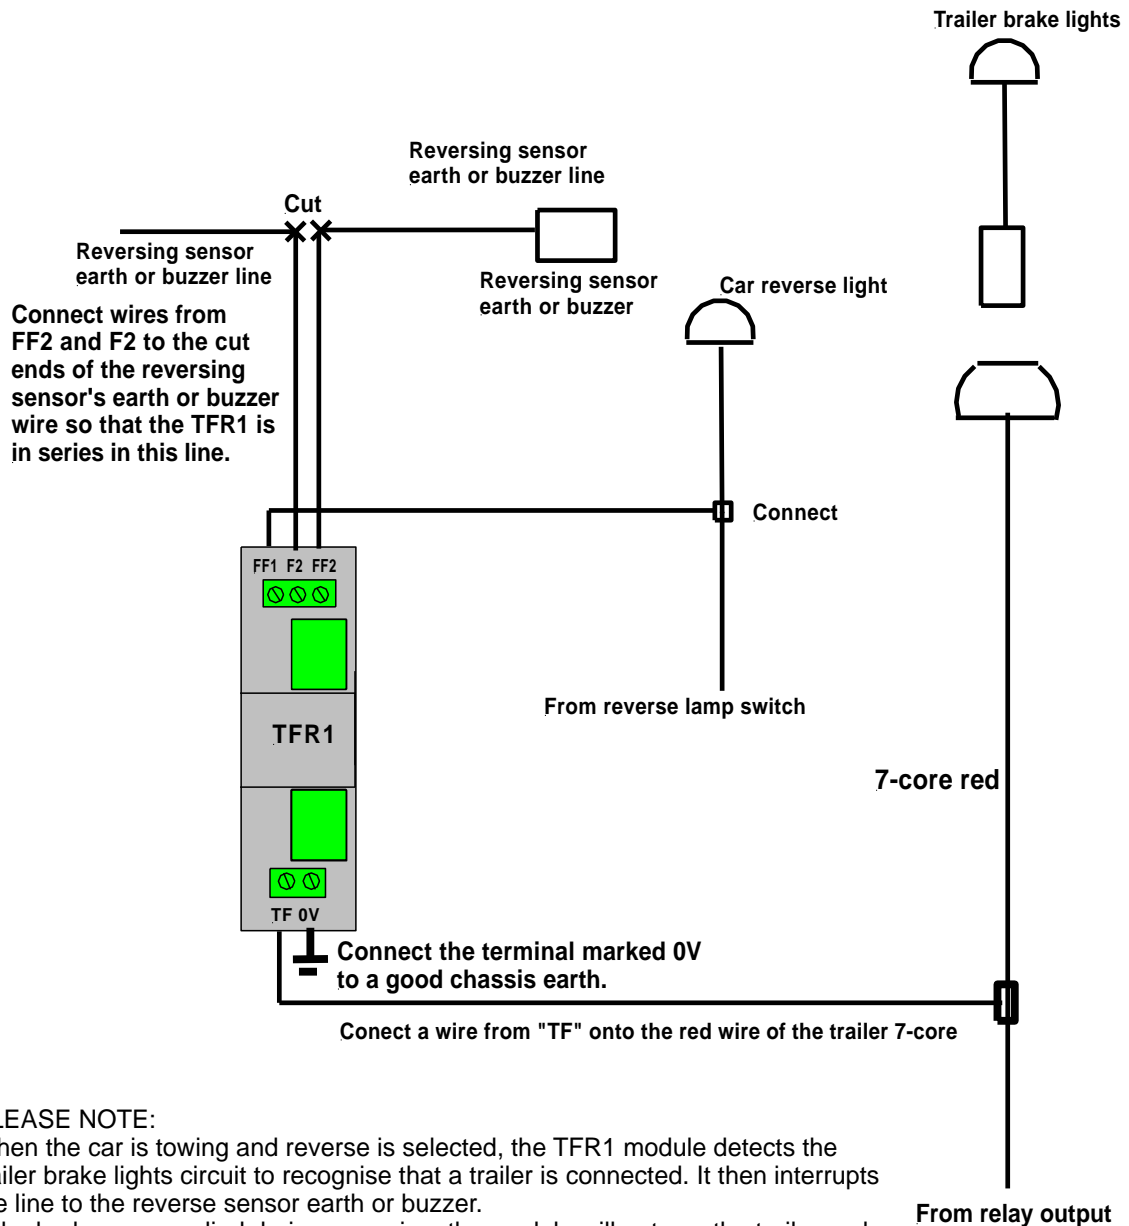 Trailer brake lights
Reversing sensor
earth or buzzer line
Cut
Reversing sensor
earth or buzzer line
Reversing sensor
earth or buzzer
Car reverse light
Connect wires from
FF2 and F2 to the cut
ends of the reversing
sensor's earth or buzzer
wire so that the TFR1 is
in series in this line.
Connect
FF1 F2 FF2
From reverse lamp switch
TFR1
7-core red
TF 0V
Connect the terminal marked 0V
to a good chassis earth.
Conect a wire from "TF" onto the red wire of the trailer 7-core
LEASE NOTE:
hen the car is towing and reverse is selected, the TFR1 module detects the
ailer brake lights circuit to recognise that a trailer is connected. It then interrupts
e line to the reverse sensor earth or buzzer.
From relay output